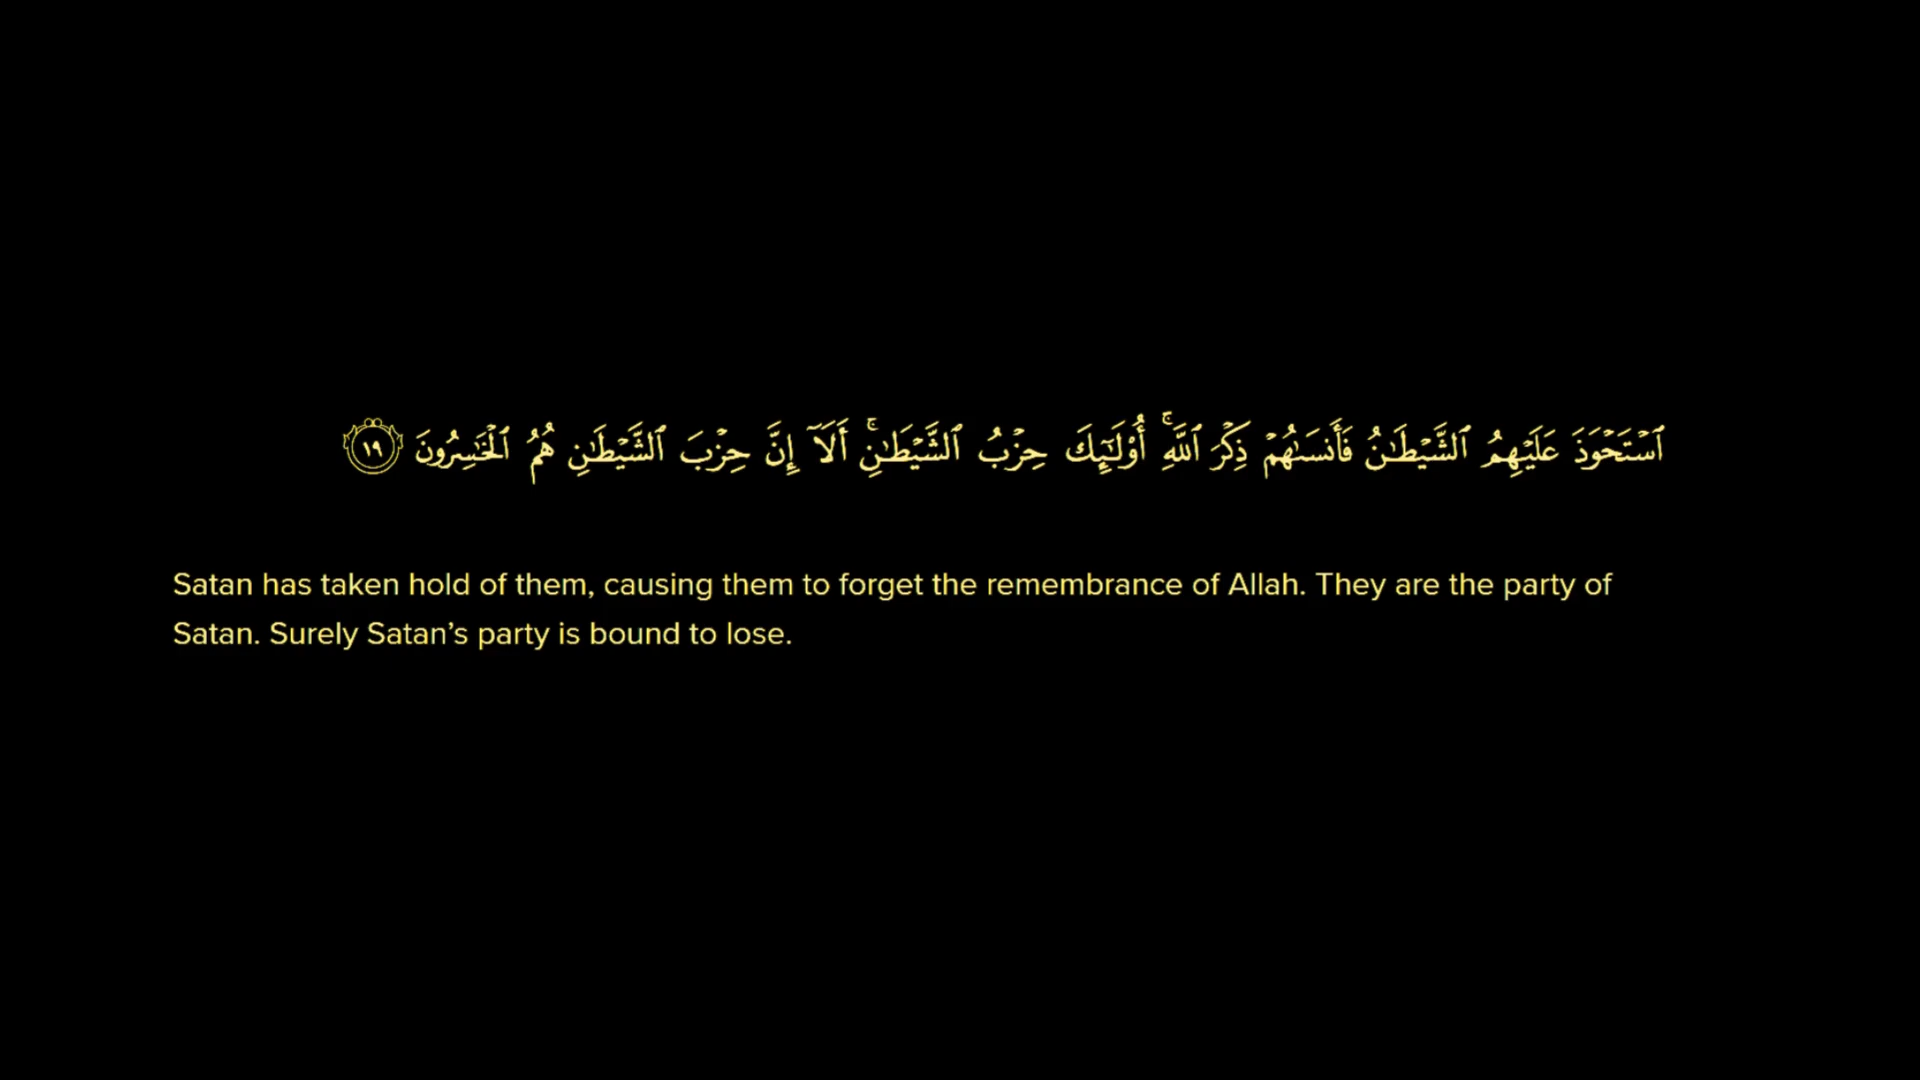 ٱسۡتَحۡوَذَ عَلَيۡهِمُ ٱلشَّيۡطَٰنُ فَأَنسَىٰهُمۡ ذِكۡرَ ٱللَّهِۚ أُوْلَٰٓئِكَ حِزۡبُ ٱلشَّيۡطَٰنِۚ أَلَآ إِنَّ حِزۡبَ ٱلشَّيۡطَٰنِ هُمُ ٱلۡخَٰسِرُونَ ١٩
Satan has taken hold of them, causing them to forget the remembrance of Allah. They are the party of
Satan. Surely Satan’s party is bound to lose.